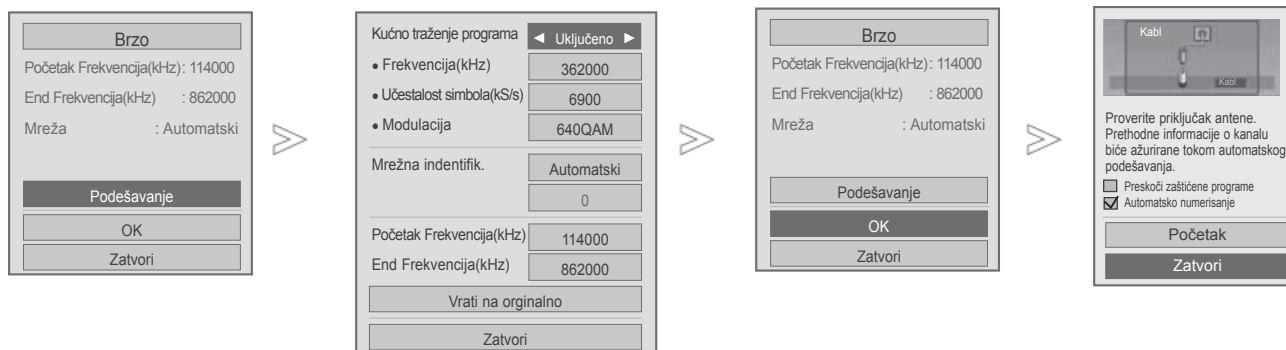 Brzo
Početak Frekvencija(kHz) : 114000
End Frekvencija(kHz) : 862000
Mreža : Automatski
Podešavanje
OK
Zatvori
Kućno traženje programa ◄ Uključeno ►
• Frekvencija(kHz) 362000
• Učestalost simbola(kS/s) 6900
• Modulacija 640QAM
Mrežna indentifik. Automatski
0
Početak Frekvencija(kHz) 114000
End Frekvencija(kHz) 862000
Vrati na orginalno
Zatvori
Brzo
Početak Frekvencija(kHz) : 114000
End Frekvencija(kHz) : 862000
Mreža : Automatski
Podešavanje
OK
Zatvori
Kabl
Kabl
Proverite priključak antene.
Prethodne informacije o kanalu
biće ažurirane tokom automatskog
podešavanja.
Preskoči zaštićene programe
Automatsko numerisanje
Početak
Zatvori